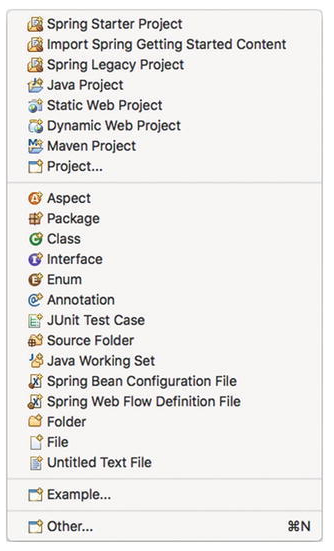 Spring Starter Project
Import Spring Getting Started Content
Spring Legacy Project
Java Project
Static Web Project
Dynamic Web Project
Maven Project
Project...
Aspect
Package
Class
Interface
Enum
Annotation
JUnit Test Case
Source Folder
Java Working Set
Spring Bean Configuration File
Spring Web Flow Definition File
Folder
File
Untitled Text File
Example...
Other... ⌘N